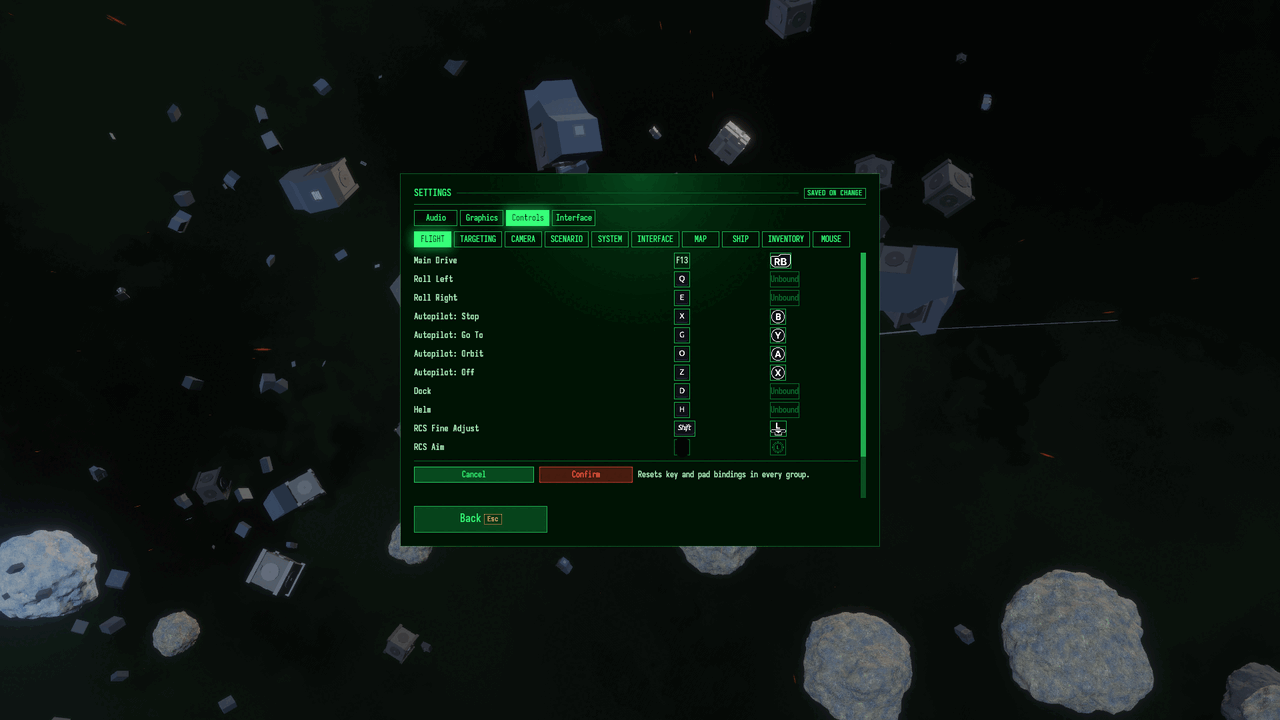 SETTINGS SAVED ON CHANGE
Audio Graphics Controls Interface
FLIGHT TARGETING CAMERA SCENARIO SYSTEM INTERFACE MAP SHIP INVENTORY MOUSE
Main Drive F13 RB
Roll Left Q Unbound
Roll Right E Unbound
Autopilot: Stop X B
Autopilot: Go To G Y
Autopilot: Orbit O A
Autopilot: Off Z X
Dock D Unbound
Helm H Unbound
RCS Fine Adjust Shift L
RCS Aim L
Cancel Confirm Resets key and pad bindings in every group.
Back Esc